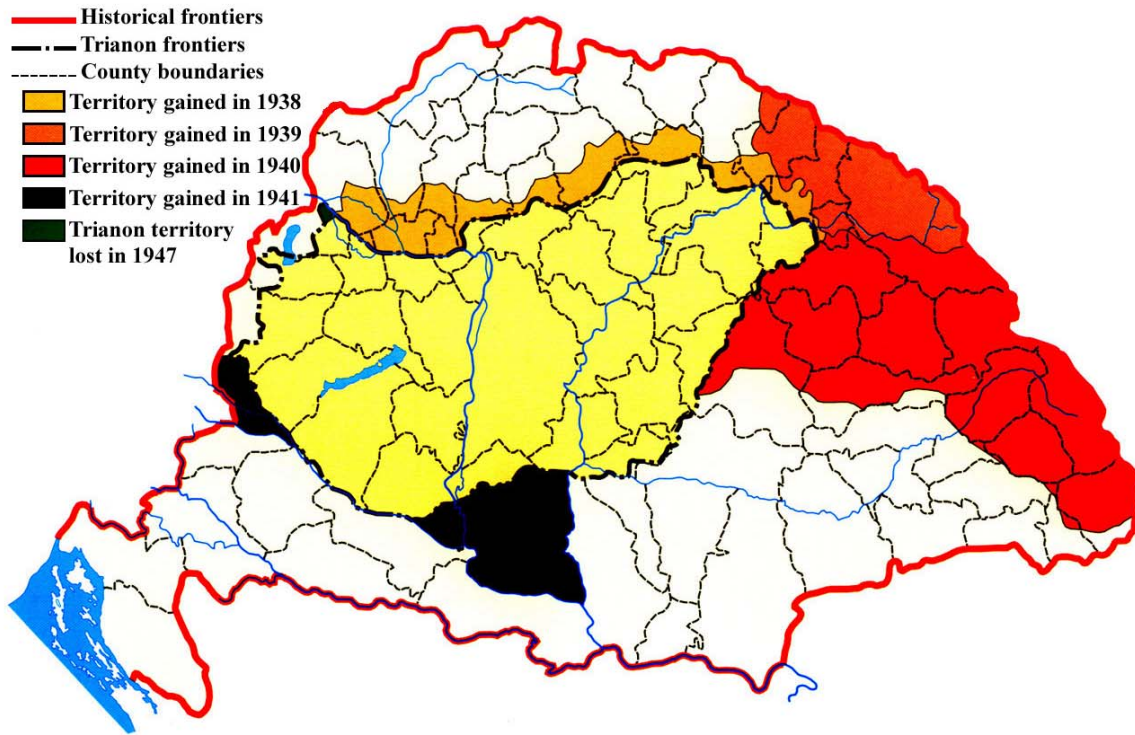 Historical frontiers
Trianon frontiers
County boundaries
Territory gained in 1938
Territory gained in 1939
Territory gained in 1940
Territory gained in 1941
Trianon territory
lost in 1947